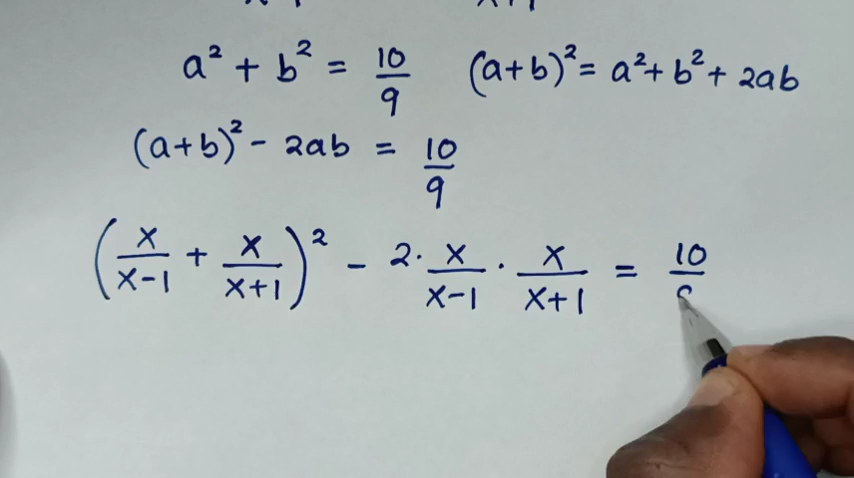 a² + b² = 10/9 (a+b)² = a² + b² + 2ab
(a+b)² - 2ab = 10/9
(x/(x-1) + x/(x+1))² - 2 · x/(x-1) · x/(x+1) = 10/